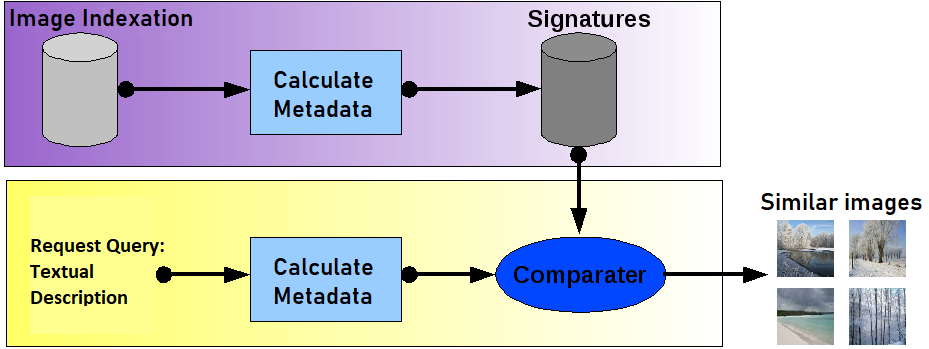 Image Indexation
Signatures
Calculate
Metadata
Similar images
Request Query:
Textual
Description
Calculate
Metadata
Comparater